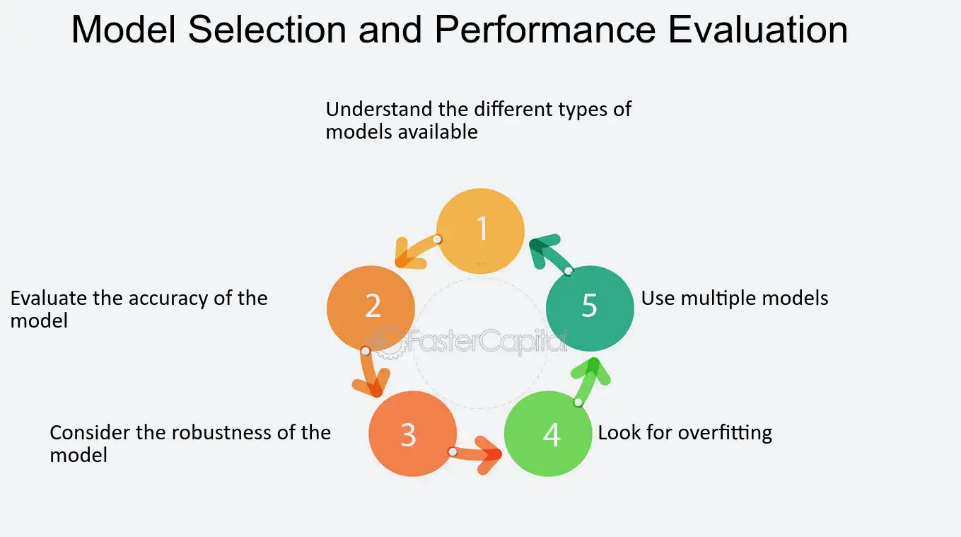 Model Selection and Performance Evaluation
Understand the different types of
models available
1
2
Evaluate the accuracy of the
model
5
Use multiple models
FasterCapital
3
Consider the robustness of the
model
4
Look for overfitting